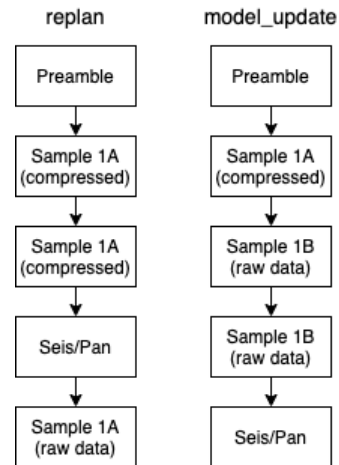 replan
Preamble
Sample 1A
(compressed)
Sample 1A
(compressed)
Seis/Pan
Sample 1A
(raw data)
model_update
Preamble
Sample 1A
(compressed)
Sample 1B
(raw data)
Sample 1B
(raw data)
Seis/Pan